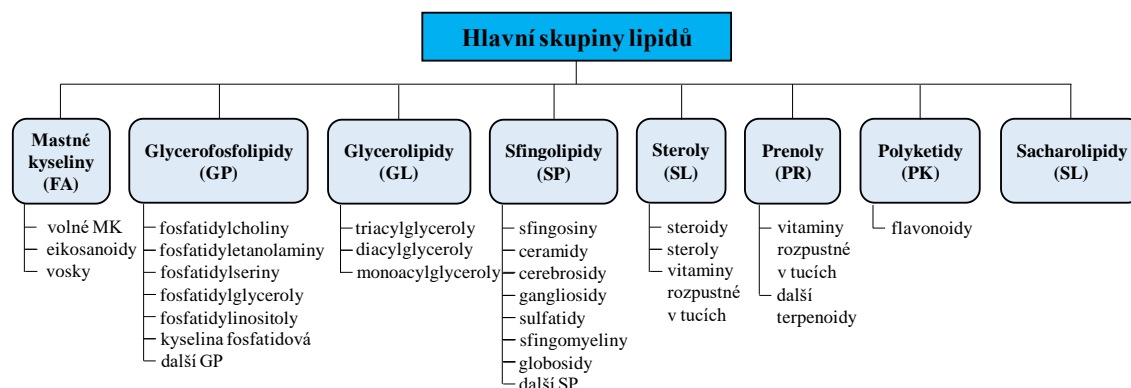 Hlavní skupiny lipidů
Mastné
kyseliny
(FA)
volné MK
eikosanoidy
vosky
Glycerofosfolipidy
(GP)
fosfatidylcholiny
fosfatidyletanolaminy
fosfatidylseriny
fosfatidylglyceroly
fosfatidylinositoly
kyselina fosfatidová
další GP
Glycerolipidy
(GL)
triacylglyceroly
diacylglyceroly
monoacylglyceroly
Sfingolipidy
(SP)
sfingosiny
ceramidy
cerebrosidy
gangliosidy
sulfatidy
sfingomyeliny
globosidy
další SP
Steroly
(SL)
steroidy
steroly
vitaminy
rozpustné
v tucích
Prenoly
(PR)
vitaminy
rozpustné
v tucích
další
terpenoidy
Polyketidy
(PK)
flavonoidy
Sacharolipidy
(SL)